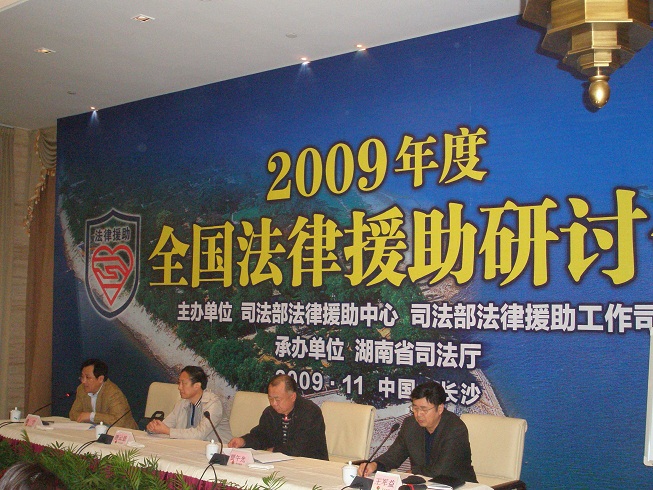 2009年度
法律援助
全国法律援助研讨
主办单位 司法部法律援助中心 司法部法律援助工作司
承办单位 湖南省司法厅
2009·11 中国 长沙
王军益